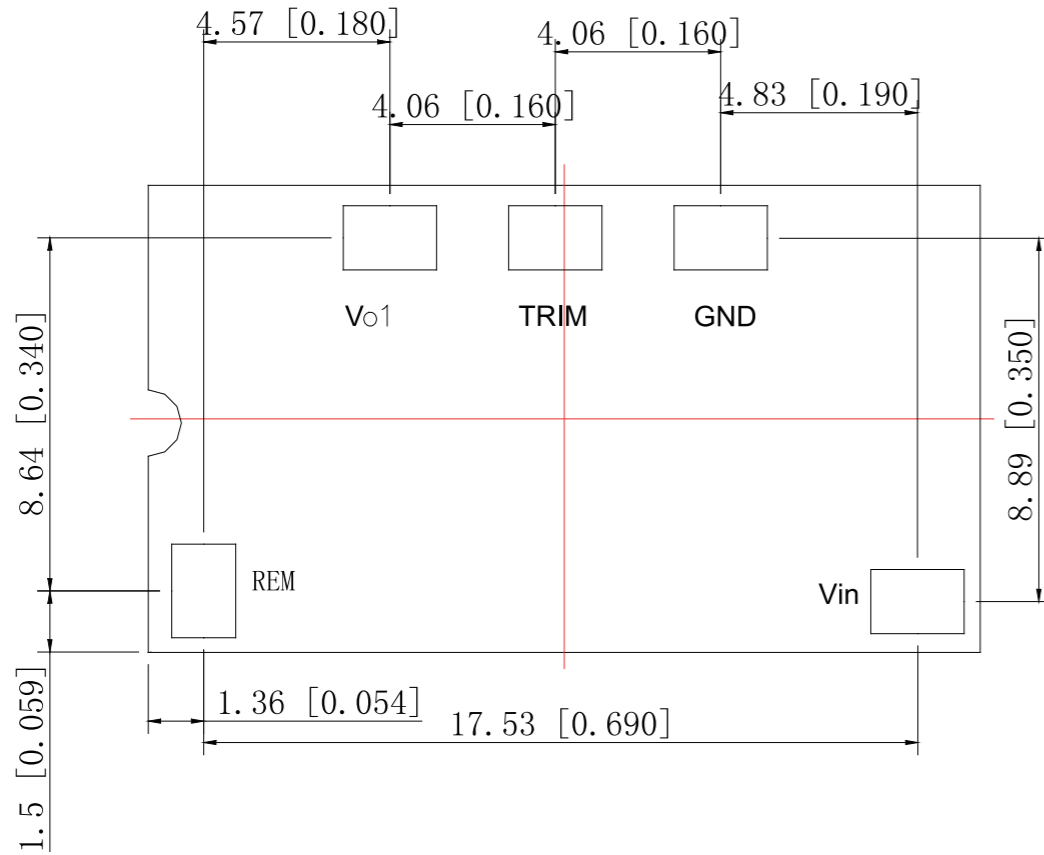 4.57 [0.180]
4.06 [0.160]
4.06 [0.160]
4.83 [0.190]
Vo1
TRIM
GND
8.64 [0.340]
8.89 [0.350]
REM
Vin
1.5 [0.059]
1.36 [0.054]
17.53 [0.690]